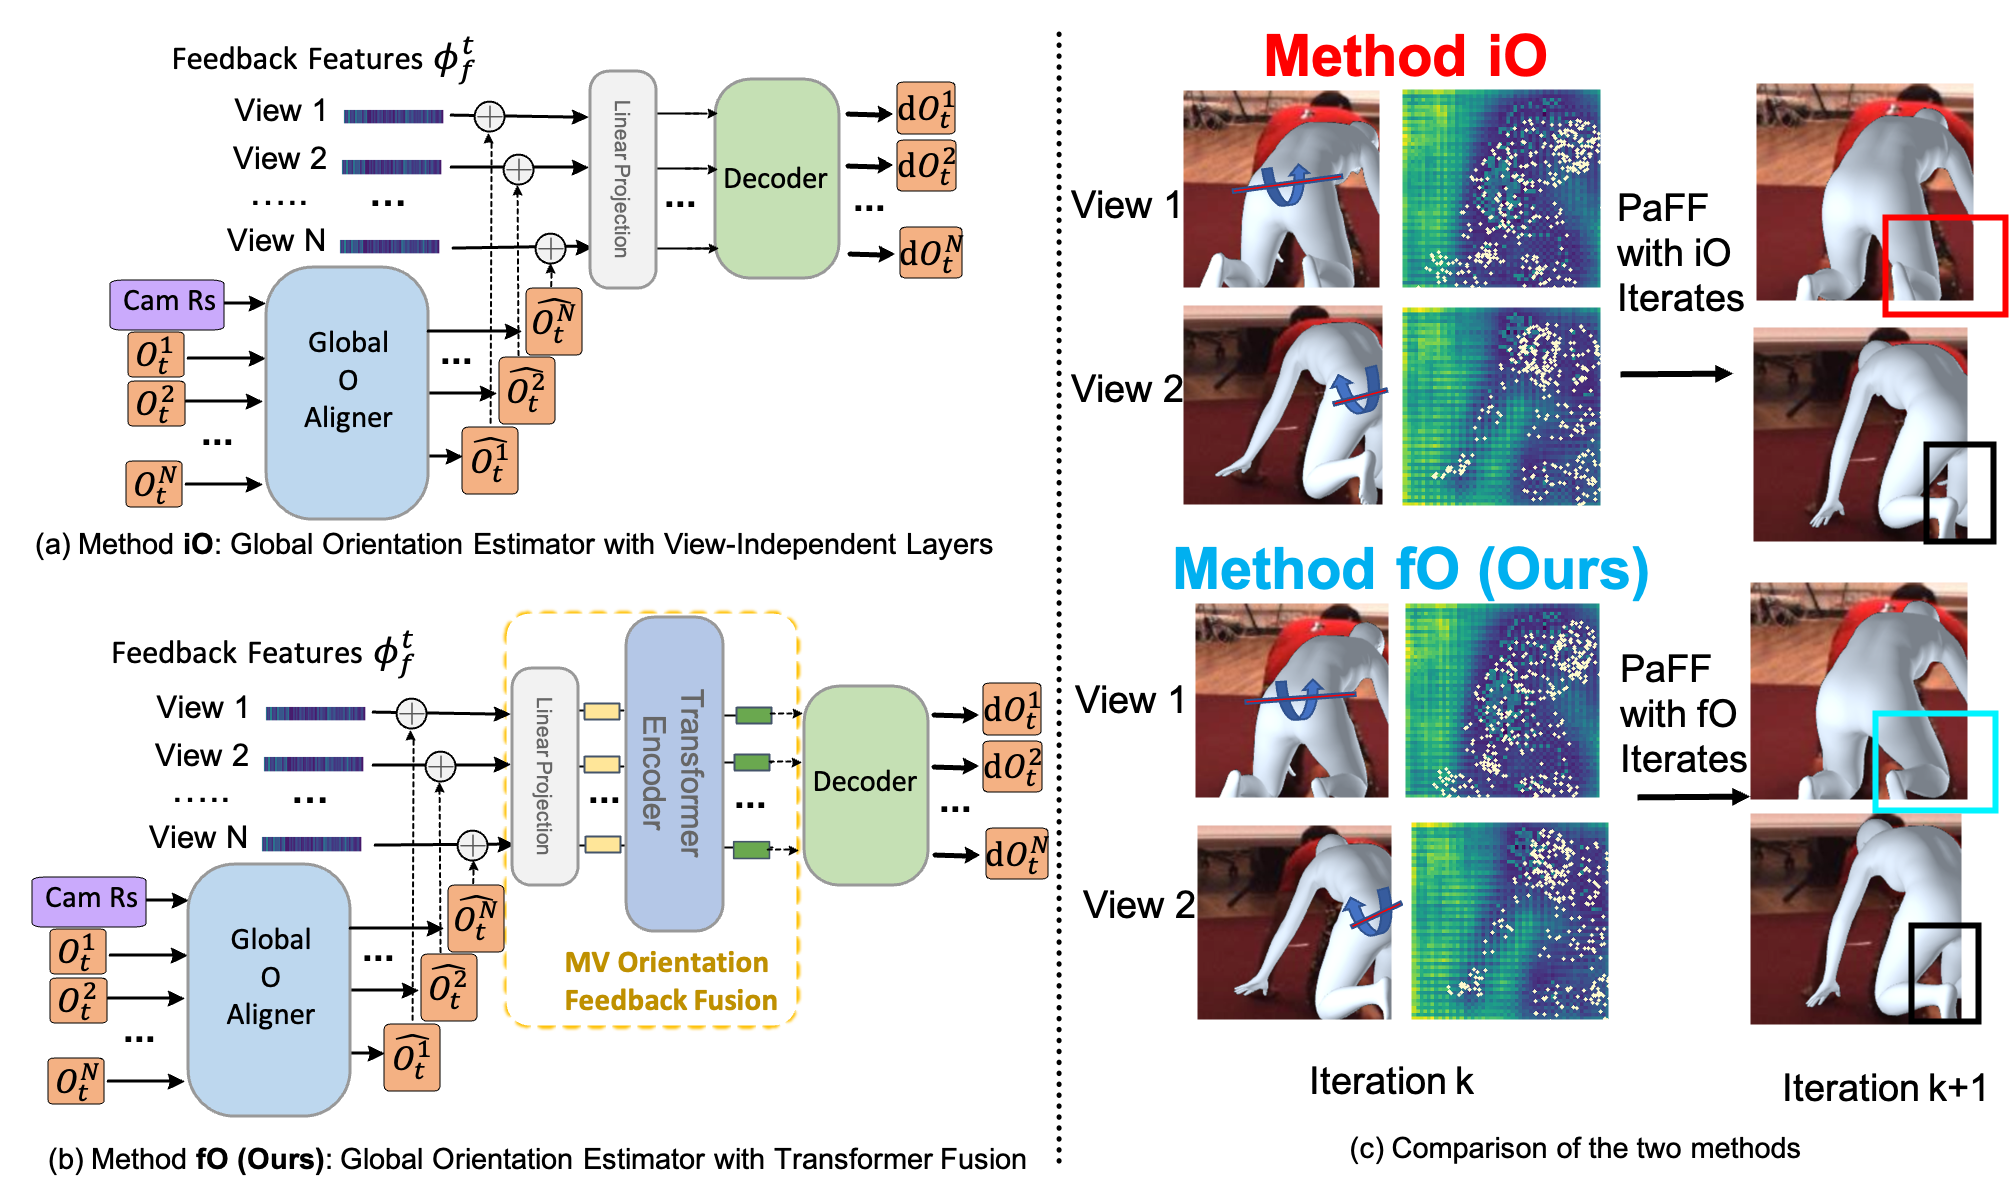 Feedback Features ϕ_f^t
View 1
View 2
.....
...
View N
Cam Rs
O_t^1
O_t^2
...
O_t^N
Global
O
Aligner
...
\widehat{O_t^N}
\widehat{O_t^2}
\widehat{O_t^1}
Linear Projection
...
Decoder
dO_t^1
dO_t^2
...
dO_t^N
(a) Method iO: Global Orientation Estimator with View-Independent Layers
Feedback Features ϕ_f^t
View 1
View 2
.....
...
View N
Cam Rs
O_t^1
O_t^2
...
O_t^N
Global
O
Aligner
...
\widehat{O_t^N}
\widehat{O_t^2}
\widehat{O_t^1}
Linear Projection
...
Transformer
Encoder
...
MV Orientation
Feedback Fusion
Decoder
dO_t^1
dO_t^2
...
dO_t^N
(b) Method fO (Ours): Global Orientation Estimator with Transformer Fusion
Method iO
View 1
View 2
PaFF
with iO
Iterates
Method fO (Ours)
View 1
View 2
PaFF
with fO
Iterates
Iteration k
Iteration k+1
(c) Comparison of the two methods